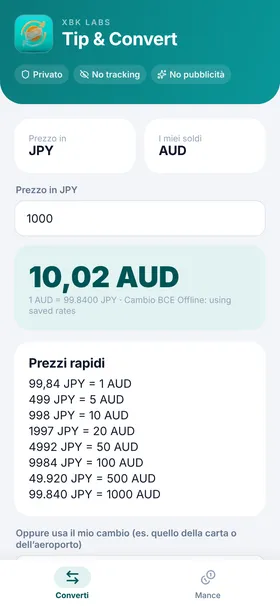 XBK LABS
Tip & Convert
Privato
No tracking
No pubblicità
Prezzo in
JPY
I miei soldi
AUD
Prezzo in JPY
1000
10,02 AUD
1 AUD = 99.8400 JPY · Cambio BCE Offline: using
saved rates
Prezzi rapidi
99,84 JPY = 1 AUD
499 JPY = 5 AUD
998 JPY = 10 AUD
1997 JPY = 20 AUD
4992 JPY = 50 AUD
9984 JPY = 100 AUD
49.920 JPY = 500 AUD
99.840 JPY = 1000 AUD
Oppure usa il mio cambio (es. quello della carta o
dell’aeroporto)
Converti
Mance